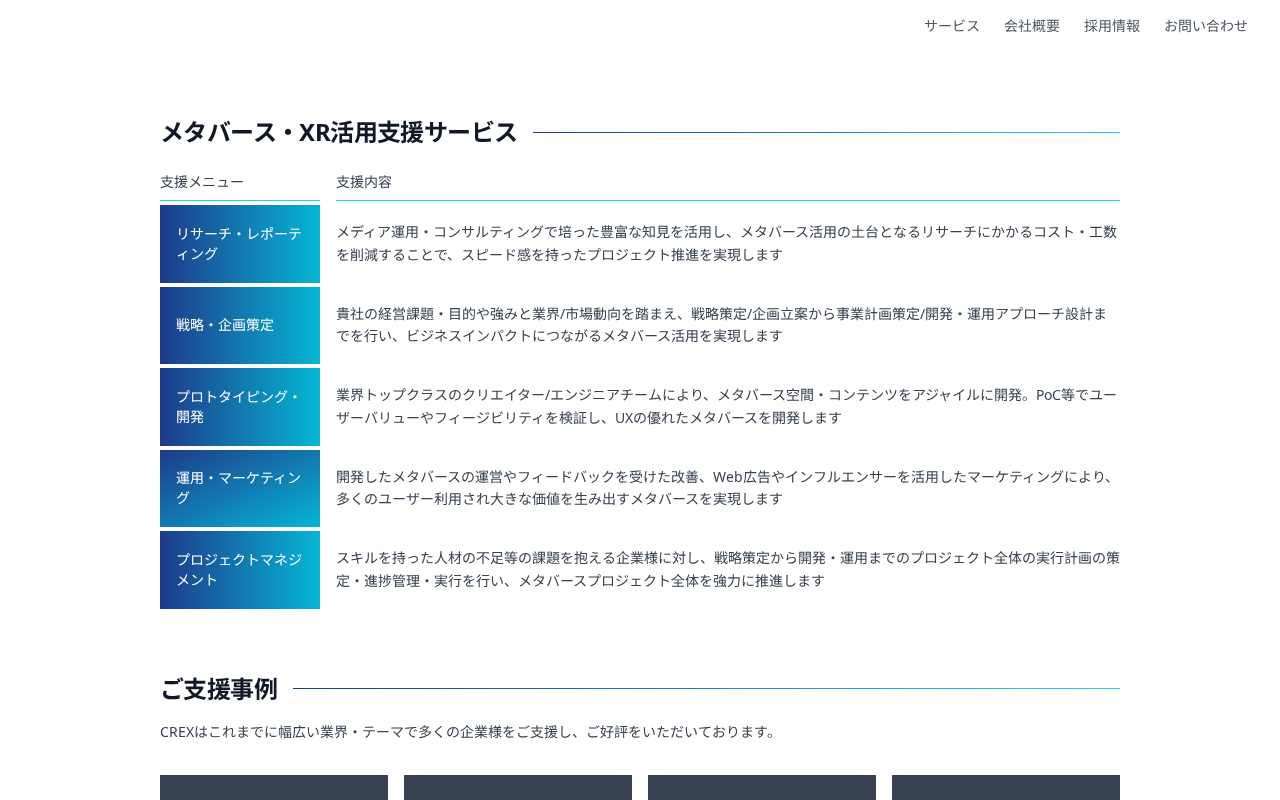 サービス 会社概要 採用情報 お問い合わせ
メタバース・XR活用支援サービス
支援メニュー 支援内容
リサーチ・レポーテ
ィング
メディア運用・コンサルティングで培った豊富な知見を活用し、メタバース活用の土台となるリサーチにかかるコスト・工数
を削減することで、スピード感を持ったプロジェクト推進を実現します
戦略・企画策定
貴社の経営課題・目的や強みと業界/市場動向を踏まえ、戦略策定/企画立案から事業計画策定/開発・運用アプローチ設計ま
でを行い、ビジネスインパクトにつながるメタバース活用を実現します
プロトタイピング・
開発
業界トップクラスのクリエイター/エンジニアチームにより、メタバース空間・コンテンツをアジャイルに開発。PoC等でユー
ザーバリューやフィージビリティを検証し、UXの優れたメタバースを開発します
運用・マーケティン
グ
開発したメタバースの運営やフィードバックを受けた改善、Web広告やインフルエンサーを活用したマーケティングにより、
多くのユーザー利用され大きな価値を生み出すメタバースを実現します
プロジェクトマネジ
メント
スキルを持った人材の不足等の課題を抱える企業様に対し、戦略策定から開発・運用までのプロジェクト全体の実行計画の策
定・進捗管理・実行を行い、メタバースプロジェクト全体を強力に推進します
ご支援事例
CREXはこれまでに幅広い業界・テーマで多くの企業様をご支援し、ご好評をいただいております。